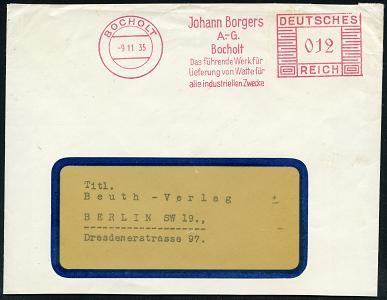 BOCHOLT
-9 11. 35
Johann Borgers
A.-G.
Bocholt
Das führende Werk für
Lieferung von Watte für
alle industriellen Zwecke
DEUTSCHES
012
REICH
Titl.
Beuth-Verlag
BERLIN SW 19.,
Dresdenerstrasse 97.